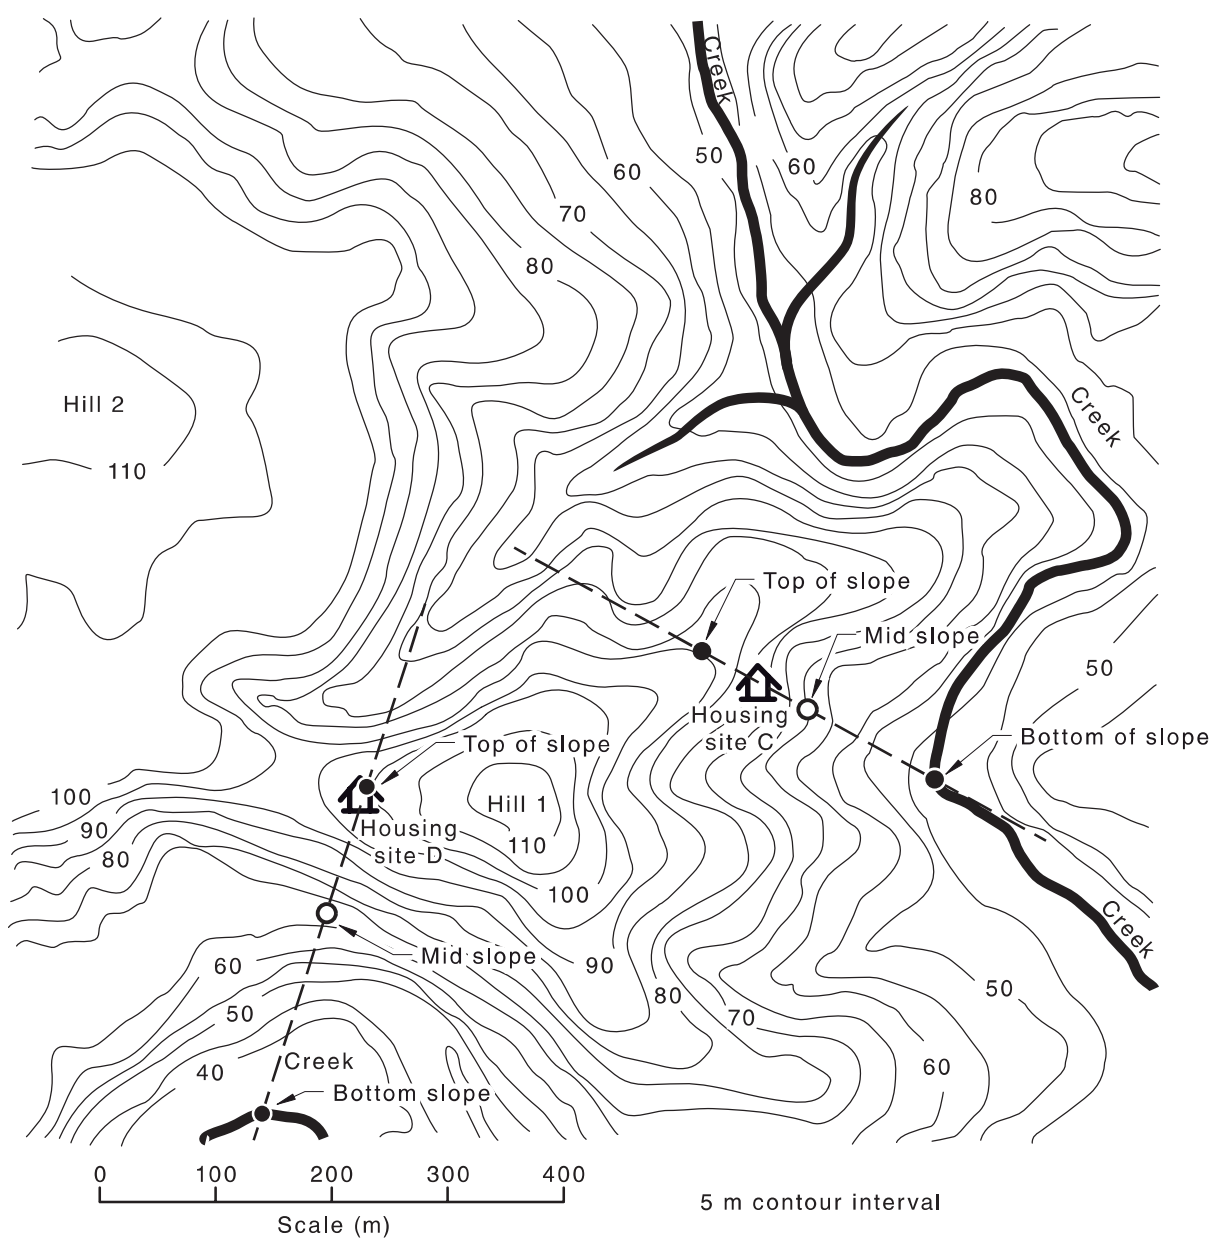 Creek
50
60
60
80
70
80
Hill 2
Creek
110
Top of slope
Mid slope
50
Housing
site C
Bottom of slope
Top of slope
100
Hill 1
90
Housing
80
site D
110
100
Creek
Mid slope
60
90
50
80
50
70
Creek
60
40
Bottom slope
0 100 200 300 400
Scale (m)
5 m contour interval